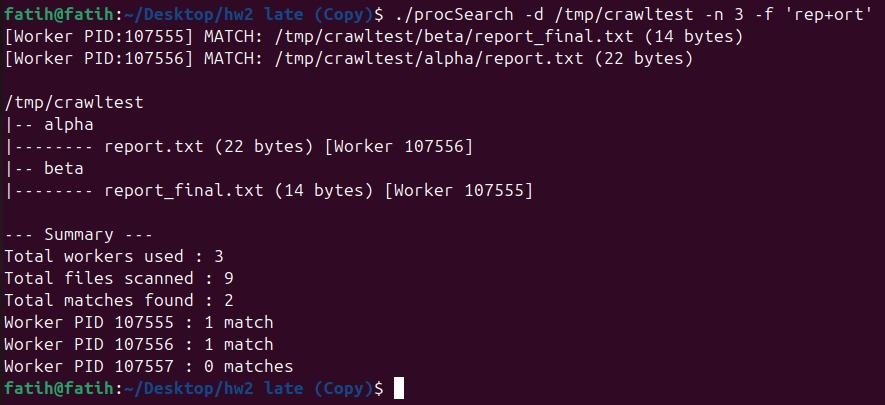 fatih@fatih:~/Desktop/hw2 late (Copy)$ ./procSearch -d /tmp/crawltest -n 3 -f 'rep+ort'
[Worker PID:107555] MATCH: /tmp/crawltest/beta/report_final.txt (14 bytes)
[Worker PID:107556] MATCH: /tmp/crawltest/alpha/report.txt (22 bytes)
/tmp/crawltest
|-- alpha
|-------- report.txt (22 bytes) [Worker 107556]
|-- beta
|-------- report_final.txt (14 bytes) [Worker 107555]
--- Summary ---
Total workers used : 3
Total files scanned : 9
Total matches found : 2
Worker PID 107555 : 1 match
Worker PID 107556 : 1 match
Worker PID 107557 : 0 matches
fatih@fatih:~/Desktop/hw2 late (Copy)$